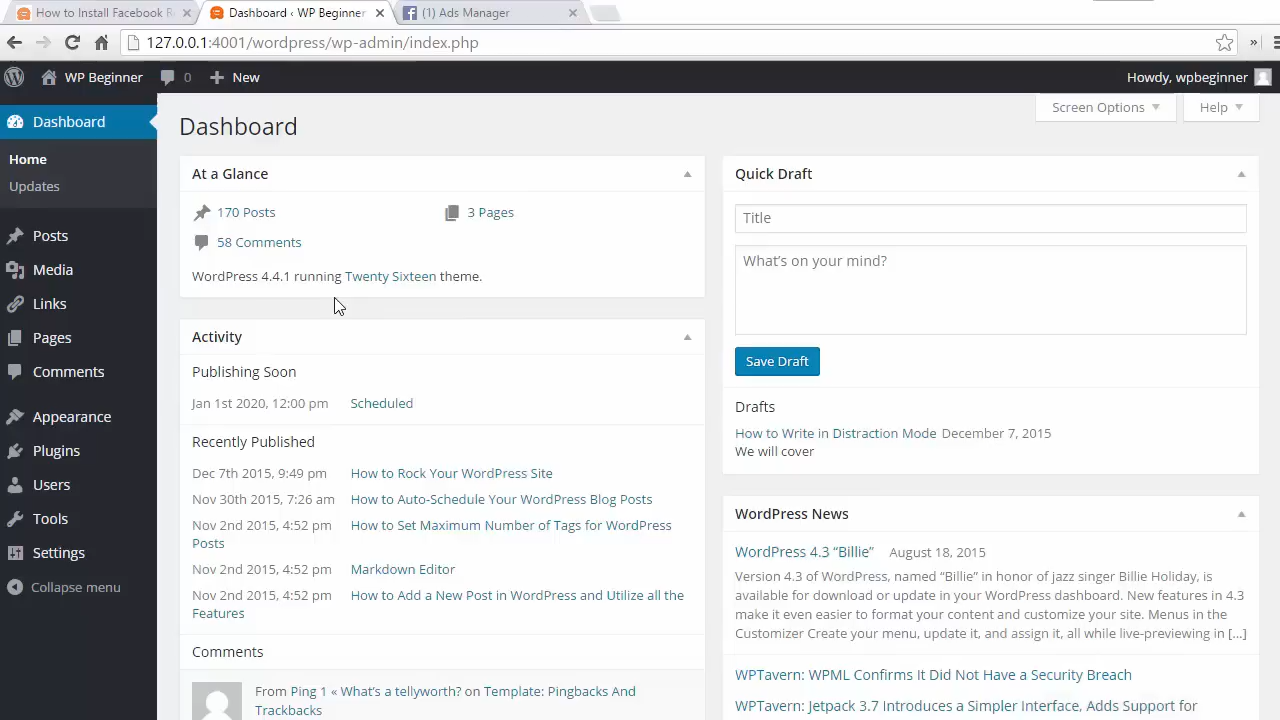 How to Install Facebook R
Dashboard ‹ WP Beginner
(1) Ads Manager
127.0.0.1:4001/wordpress/wp-admin/index.php
WP Beginner
0
New
Howdy, wpbeginner
Dashboard
Home
Updates
Posts
Media
Links
Pages
Comments
Appearance
Plugins
Users
Tools
Settings
Collapse menu
Screen Options
Help
Dashboard
At a Glance
170 Posts
3 Pages
58 Comments
WordPress 4.4.1 running Twenty Sixteen theme.
Activity
Publishing Soon
Jan 1st 2020, 12:00 pm Scheduled
Recently Published
Dec 7th 2015, 9:49 pm How to Rock Your WordPress Site
Nov 30th 2015, 7:26 am How to Auto-Schedule Your WordPress Blog Posts
Nov 2nd 2015, 4:52 pm How to Set Maximum Number of Tags for WordPress
Posts
Nov 2nd 2015, 4:52 pm Markdown Editor
Nov 2nd 2015, 4:52 pm How to Add a New Post in WordPress and Utilize all the
Features
Comments
From Ping 1 « What's a tellyworth? on Template: Pingbacks And
Trackbacks
Quick Draft
Title
What's on your mind?
Save Draft
Drafts
How to Write in Distraction Mode December 7, 2015
We will cover
WordPress News
WordPress 4.3 “Billie” August 18, 2015
Version 4.3 of WordPress, named “Billie” in honor of jazz singer Billie Holiday, is
available for download or update in your WordPress dashboard. New features in 4.3
make it even easier to format your content and customize your site. Menus in the
Customizer Create your menu, update it, and assign it, all while live-previewing in […]
WPTavern: WPML Confirms It Did Not Have a Security Breach
WPTavern: Jetpack 3.7 Introduces a Simpler Interface, Adds Support for